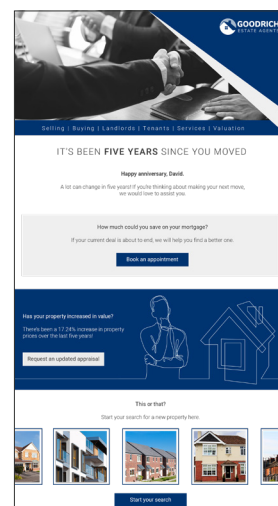 GOODRICH
ESTATE AGENTS
Selling | Buying | Landlords | Tenants | Services | Valuation
IT'S BEEN FIVE YEARS SINCE YOU MOVED
Happy anniversary, David.
A lot can change in five years! If you're thinking about making your next move,
we would love to assist you.
How much could you save on your mortgage?
If your current deal is about to end, we will help you find a better one.
Book an appointment
Has your property increased in value?
There's been a 17.24% increase in property
prices over the last five years!
Request an updated appraisal
This or that?
Start your search for a new property here.
Start your search